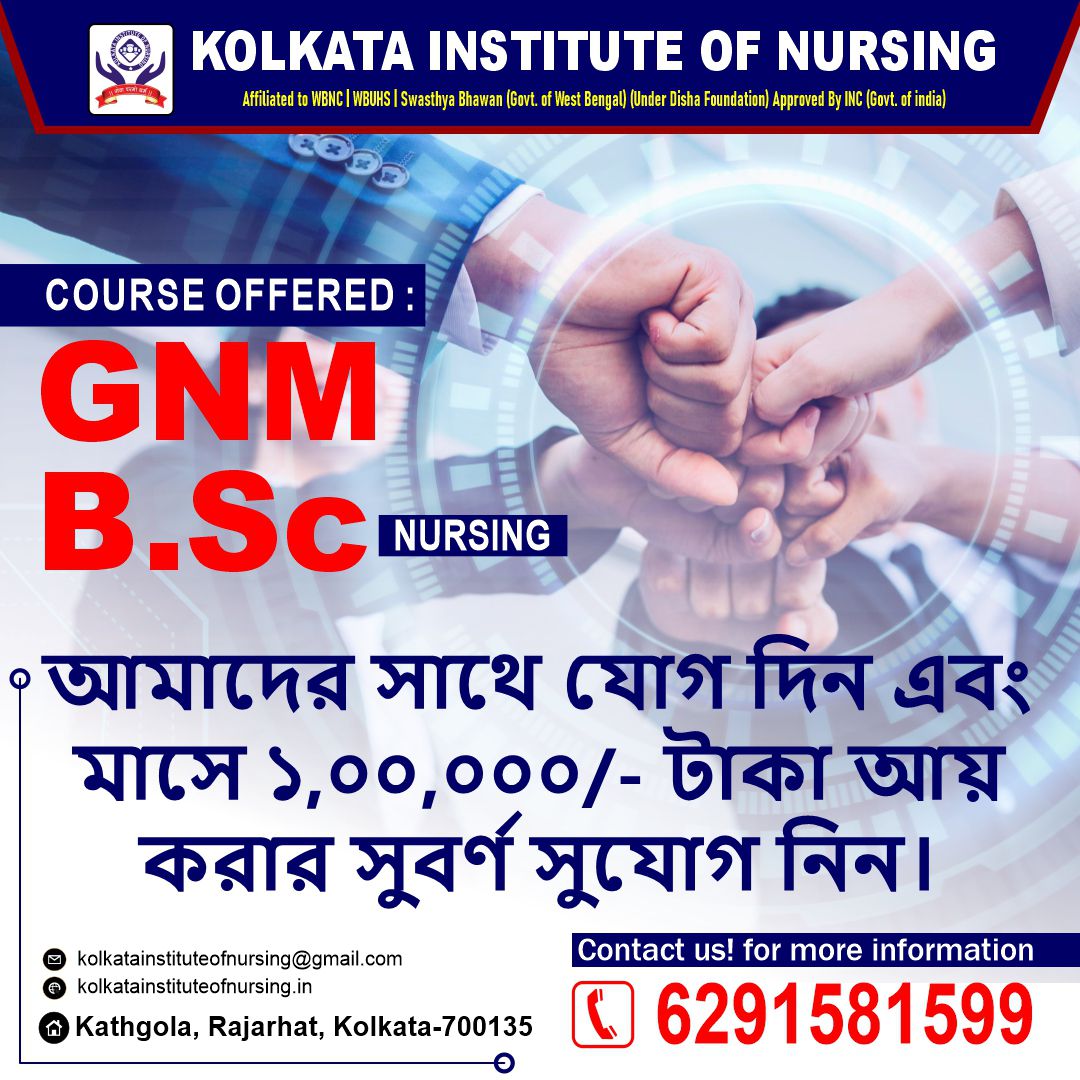 KOLKATA INSTITUTE OF NURSING
Affiliated to WBNC | WBUHS | Swasthya Bhawan (Govt. of West Bengal) (Under Disha Foundation) Approved By INC (Govt. of india)
COURSE OFFERED :
GNM
B.Sc NURSING
আমাদের সাথে যোগ দিন এবং
মাসে ১,০০,০০০/- টাকা আয়
করার সুবর্ণ সুযোগ নিন।
kolkatainstituteofnursing@gmail.com
kolkatainstituteofnursing.in
Kathgola, Rajarhat, Kolkata-700135
Contact us! for more information
6291581599